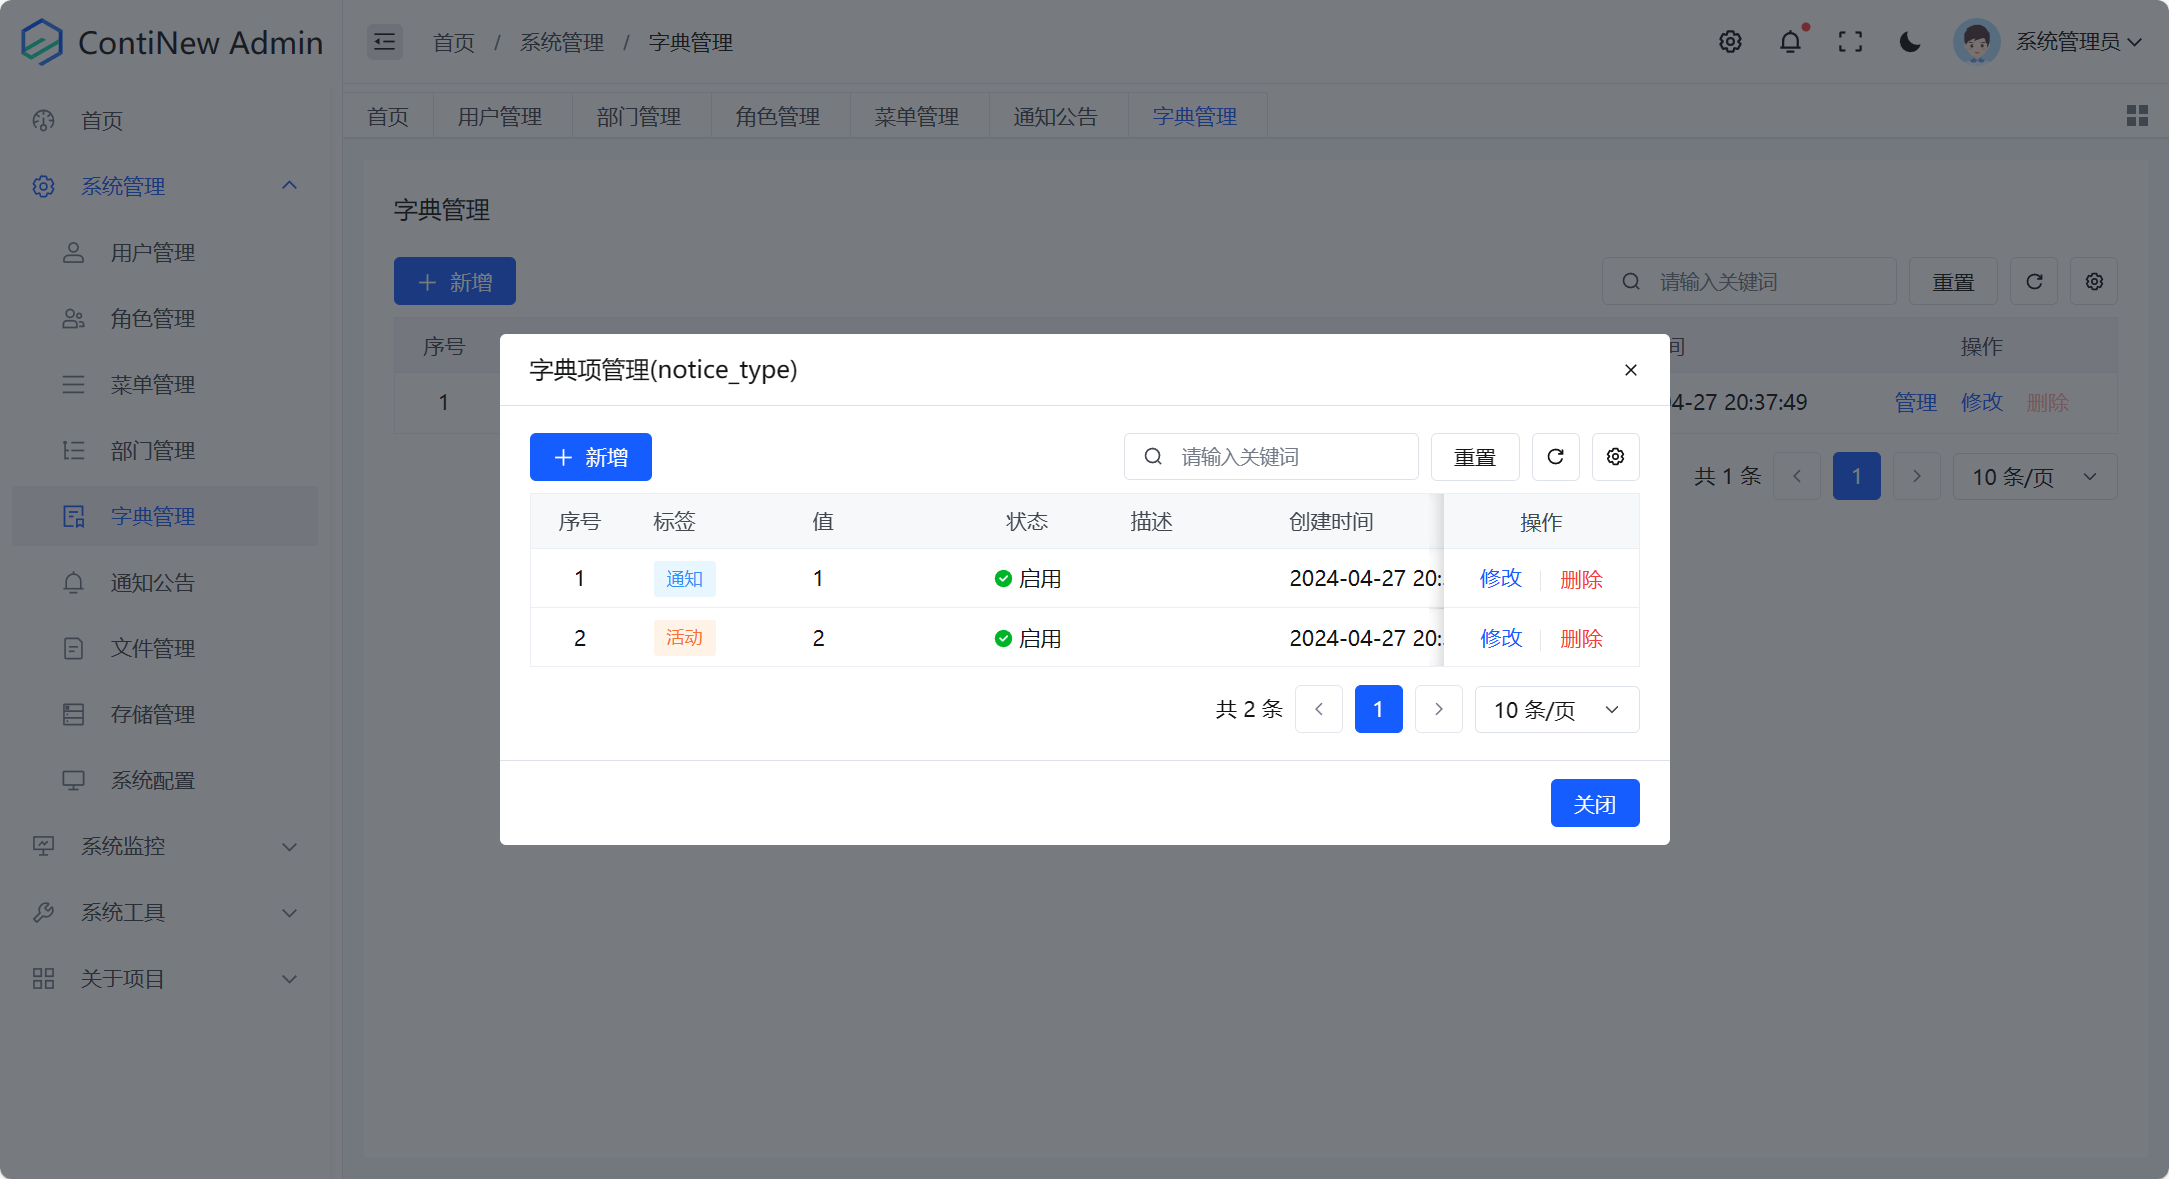 ContiNew Admin
首页 / 系统管理 / 字典管理
系统管理员
首页
用户管理
部门管理
角色管理
菜单管理
通知公告
字典管理
首页
系统管理
用户管理
角色管理
菜单管理
部门管理
字典管理
通知公告
文件管理
存储管理
系统配置
系统监控
系统工具
关于项目
字典管理
新增
请输入关键词
重置
序号
间
操作
1
4-27 20:37:49
管理
修改
删除
共 1 条
1
10 条/页
字典项管理(notice_type)
新增
请输入关键词
重置
序号 标签 值 状态 描述 创建时间 操作
1 通知 1 启用 2024-04-27 20: 修改 删除
2 活动 2 启用 2024-04-27 20: 修改 删除
共 2 条
1
10 条/页
关闭